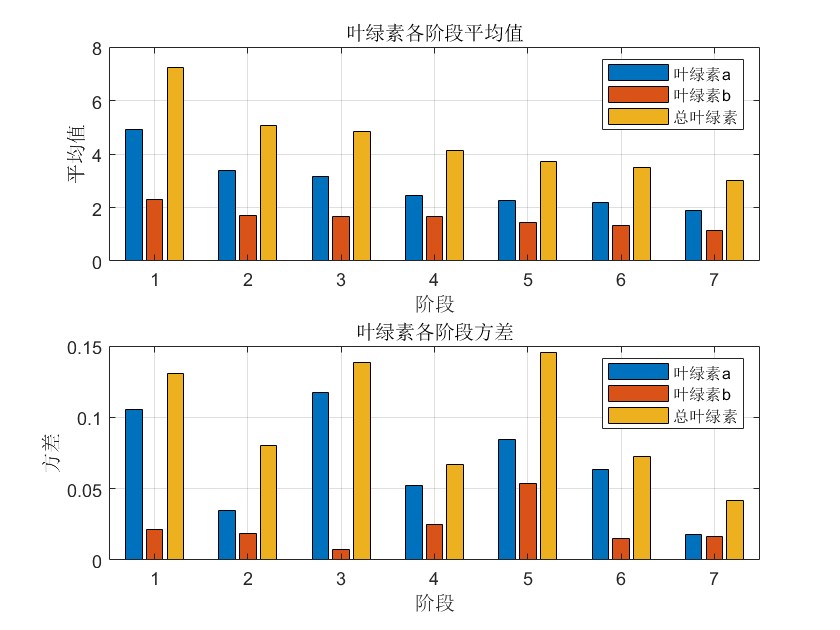 叶绿素各阶段平均值
8
6
4
2
0
平均值
叶绿素a
叶绿素b
总叶绿素
1 2 3 4 5 6 7
阶段
叶绿素各阶段方差
0.15
0.1
0.05
0
方差
叶绿素a
叶绿素b
总叶绿素
1 2 3 4 5 6 7
阶段